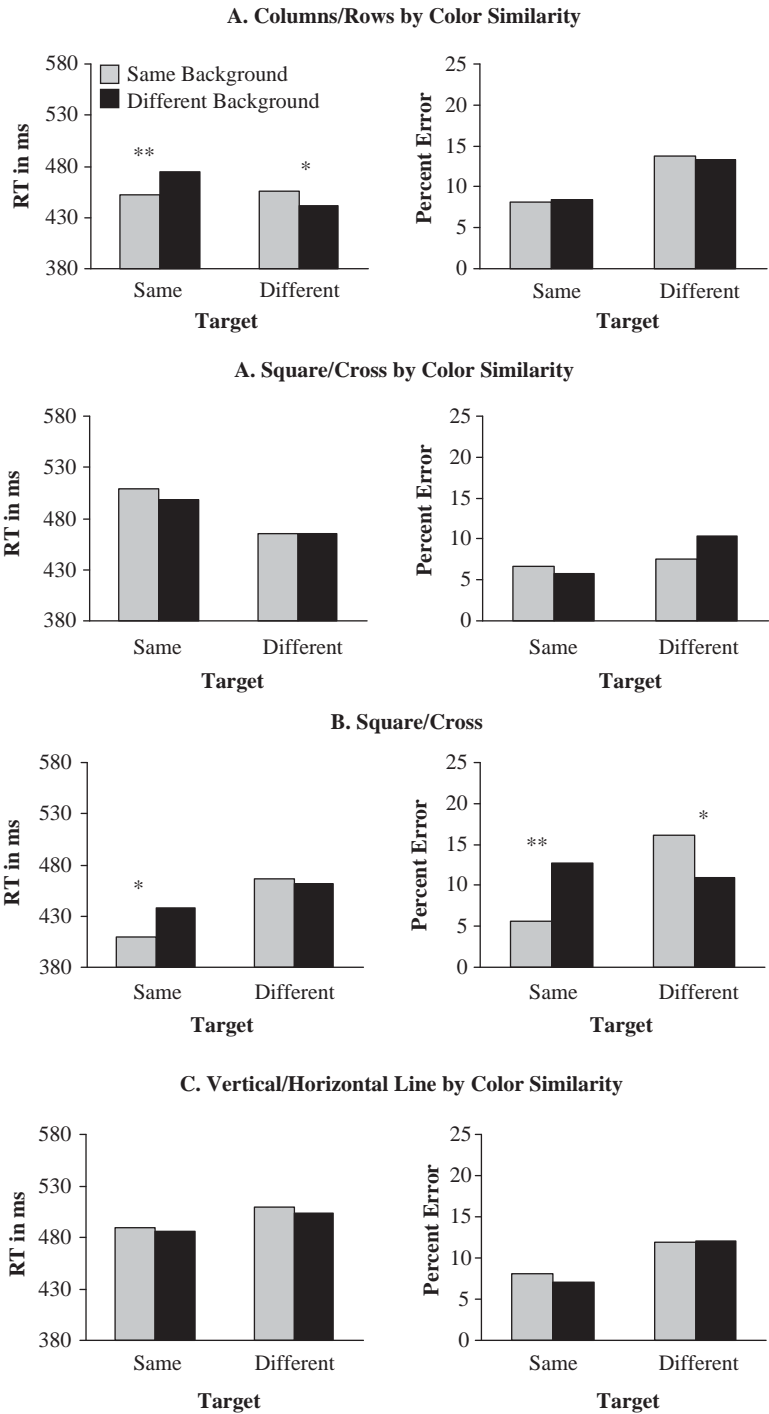 A. Columns/Rows by Color Similarity
580
530
480
430
380
RT in ms
Same Background
Different Background
**
*
Same Different
Target
25
20
15
10
5
0
Percent Error
Same Different
Target
A. Square/Cross by Color Similarity
580
530
480
430
380
RT in ms
Same Different
Target
25
20
15
10
5
0
Percent Error
Same Different
Target
B. Square/Cross
580
530
480
430
380
RT in ms
*
Same Different
Target
25
20
15
10
5
0
Percent Error
**
*
Same Different
Target
C. Vertical/Horizontal Line by Color Similarity
580
530
480
430
380
RT in ms
Same Different
Target
25
20
15
10
5
0
Percent Error
Same Different
Target